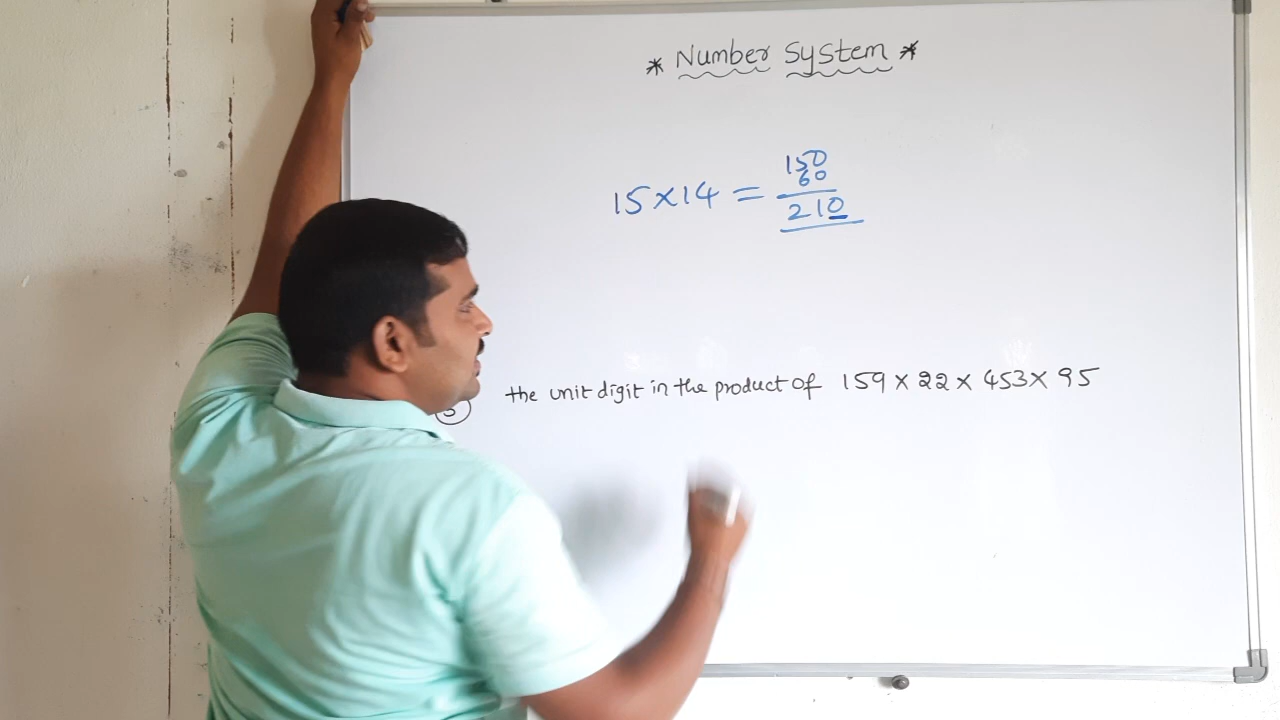 * Number System *
150
60
15×14 =
210
the unit digit in the product of 159 × 22 × 453 × 95